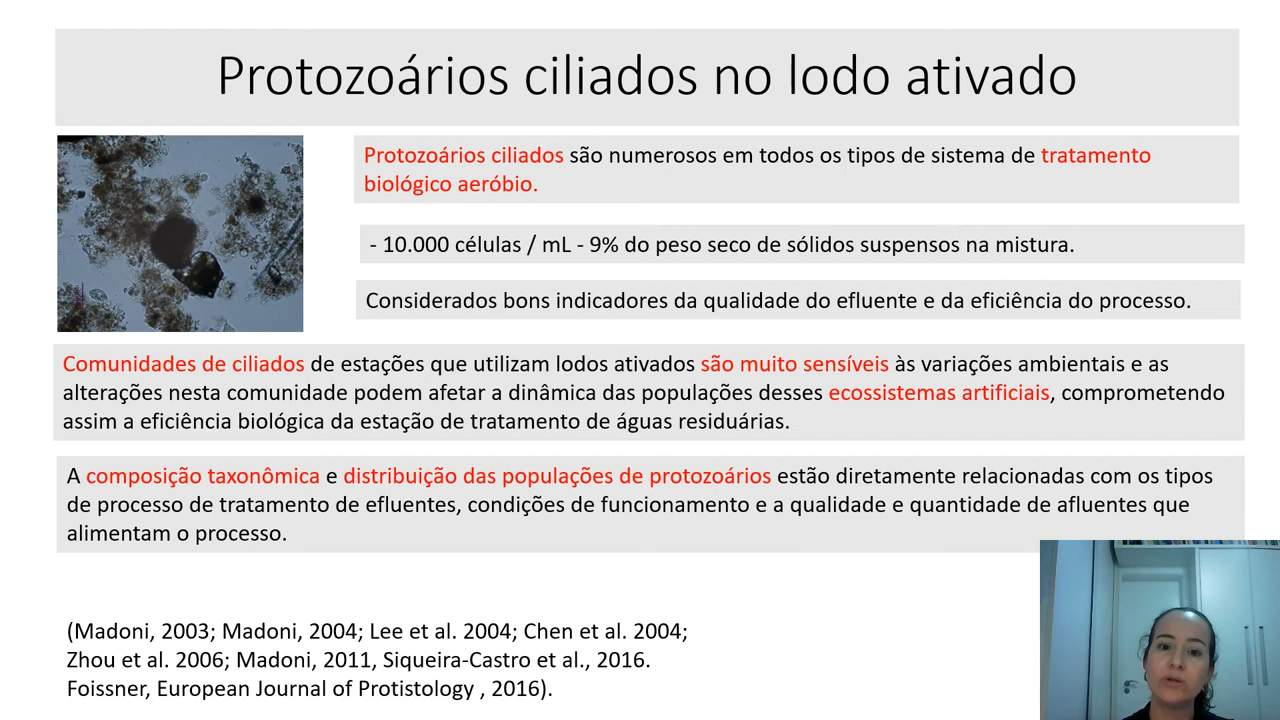 Protozoários ciliados no lodo ativado
Protozoários ciliados são numerosos em todos os tipos de sistema de tratamento
biológico aeróbio.
- 10.000 células / mL - 9% do peso seco de sólidos suspensos na mistura.
Considerados bons indicadores da qualidade do efluente e da eficiência do processo.
Comunidades de ciliados de estações que utilizam lodos ativados são muito sensíveis às variações ambientais e as
alterações nesta comunidade podem afetar a dinâmica das populações desses ecossistemas artificiais, comprometendo
assim a eficiência biológica da estação de tratamento de águas residuárias.
A composição taxonômica e distribuição das populações de protozoários estão diretamente relacionadas com os tipos
de processo de tratamento de efluentes, condições de funcionamento e a qualidade e quantidade de afluentes que
alimentam o processo.
(Madoni, 2003; Madoni, 2004; Lee et al. 2004; Chen et al. 2004;
Zhou et al. 2006; Madoni, 2011, Siqueira-Castro et al., 2016.
Foissner, European Journal of Protistology , 2016).